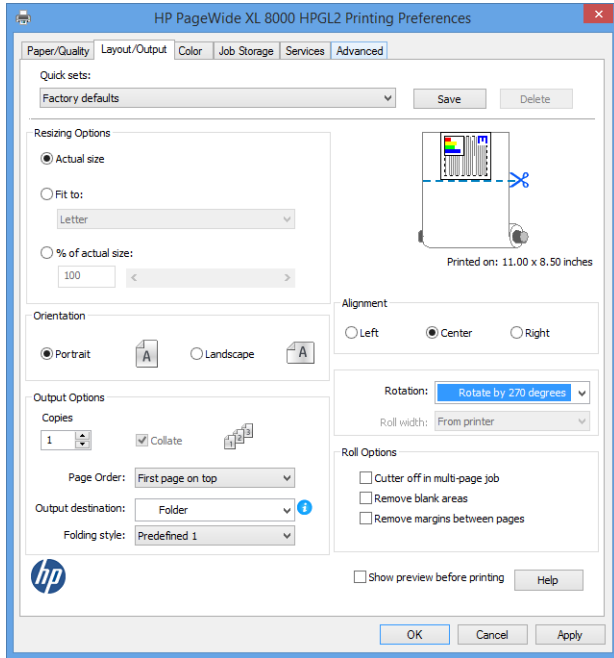 HP PageWide XL 8000 HPGL2 Printing Preferences
Paper/Quality Layout/Output Color Job Storage Services Advanced
Quick sets:
Factory defaults Save Delete
Resizing Options
Actual size
Fit to:
Letter
% of actual size:
100
Printed on: 11.00 x 8.50 inches
Orientation
Portrait A Landscape A
Alignment
Left Center Right
Rotation: Rotate by 270 degrees
Roll width: From printer
Output Options
Copies
1 Collate 1 2 3
Page Order: First page on top
Output destination: Folder i
Folding style: Predefined 1
Roll Options
Cutter off in multi-page job
Remove blank areas
Remove margins between pages
hp
Show preview before printing Help
OK Cancel Apply